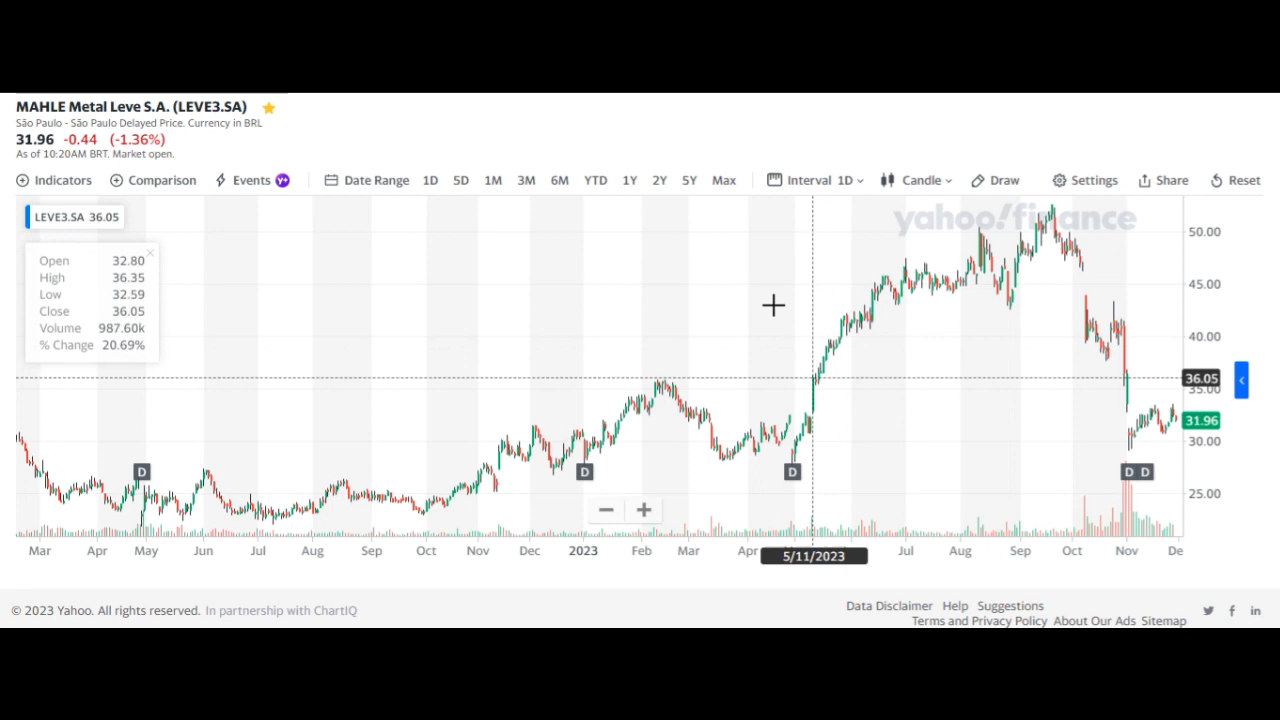 MAHLE Metal Leve S.A. (LEVE3.SA)
São Paulo - São Paulo Delayed Price. Currency in BRL
31.96 -0.44 (-1.36%)
As of 10:20AM BRT. Market open.
Indicators Comparison Events Y+ Date Range 1D 5D 1M 3M 6M YTD 1Y 2Y 5Y Max Interval 1D Candle Draw Settings Share Reset
LEVE3.SA 36.05
yahoo!finance
Open 32.80
High 36.35
Low 32.59
Close 36.05
Volume 987.60k
% Change 20.69%
50.00
45.00
40.00
36.05
35.00
31.96
30.00
25.00
D D D D D
Mar Apr May Jun Jul Aug Sep Oct Nov Dec 2023 Feb Mar Apr 5/11/2023 Jul Aug Sep Oct Nov De
© 2023 Yahoo. All rights reserved. In partnership with ChartIQ
Data Disclaimer Help Suggestions
Terms and Privacy Policy About Our Ads Sitemap